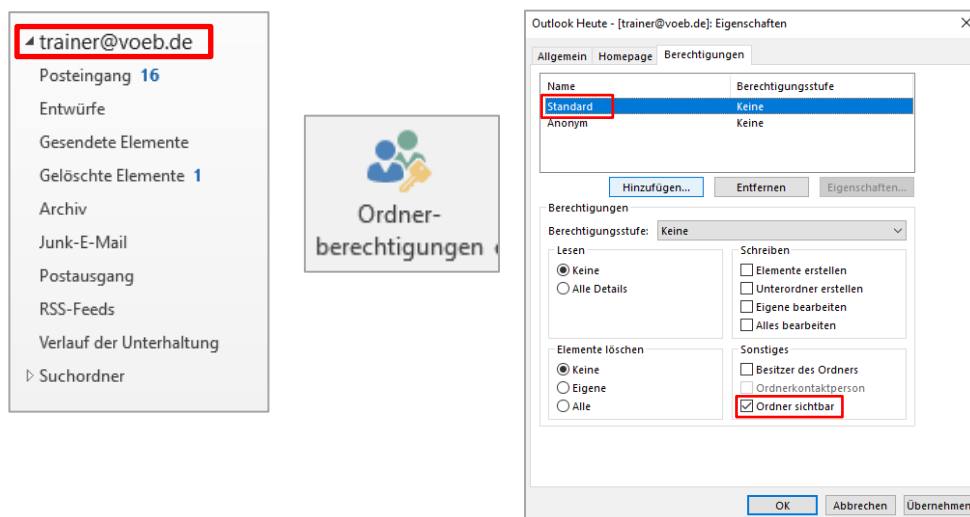 trainer@voeb.de
Posteingang 16
Entwürfe
Gesendete Elemente
Gelöschte Elemente 1
Archiv
Junk-E-Mail
Postausgang
RSS-Feeds
Verlauf der Unterhaltung
Suchordner
Ordner-
berechtigungen
Outlook Heute - [trainer@voeb.de]: Eigenschaften
Allgemein Homepage Berechtigungen
Name Berechtigungsstufe
Standard Keine
Anonym Keine
Hinzufügen... Entfernen Eigenschaften...
Berechtigungen
Berechtigungsstufe: Keine
Lesen Schreiben
Keine Elemente erstellen
Alle Details Unterordner erstellen
Eigene bearbeiten
Alles bearbeiten
Elemente löschen Sonstiges
Keine Besitzer des Ordners
Eigene Ordnerkontaktperson
Alle Ordner sichtbar
OK Abbrechen Übernehmen